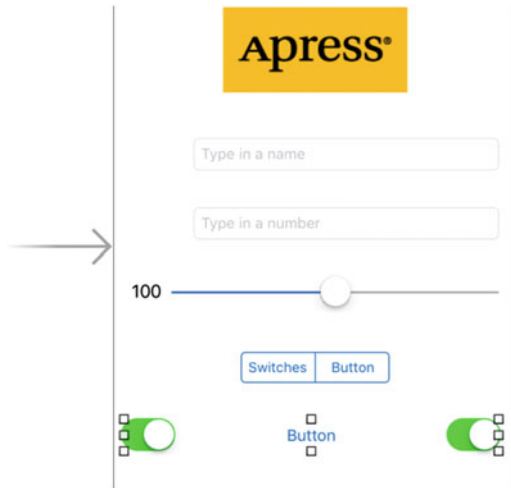 Apress®
Type in a name
Type in a number
100
Switches Button
Button